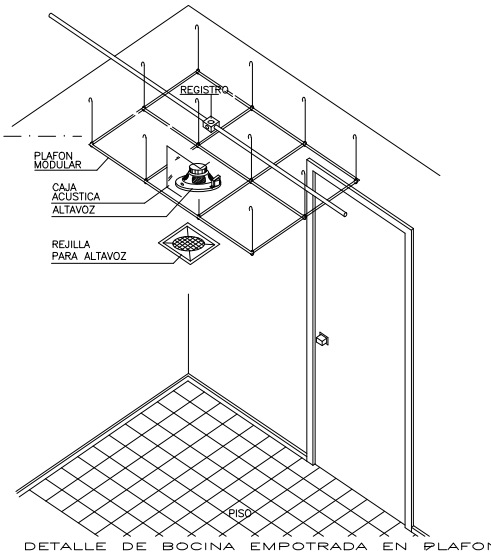 REGISTRO
PLAFON
MODULAR
CAJA
ACUSTICA
ALTAVOZ
REJILLA
PARA ALTAVOZ
PISO
DETALLE DE BOCINA EMPOTRADA EN PLAFON